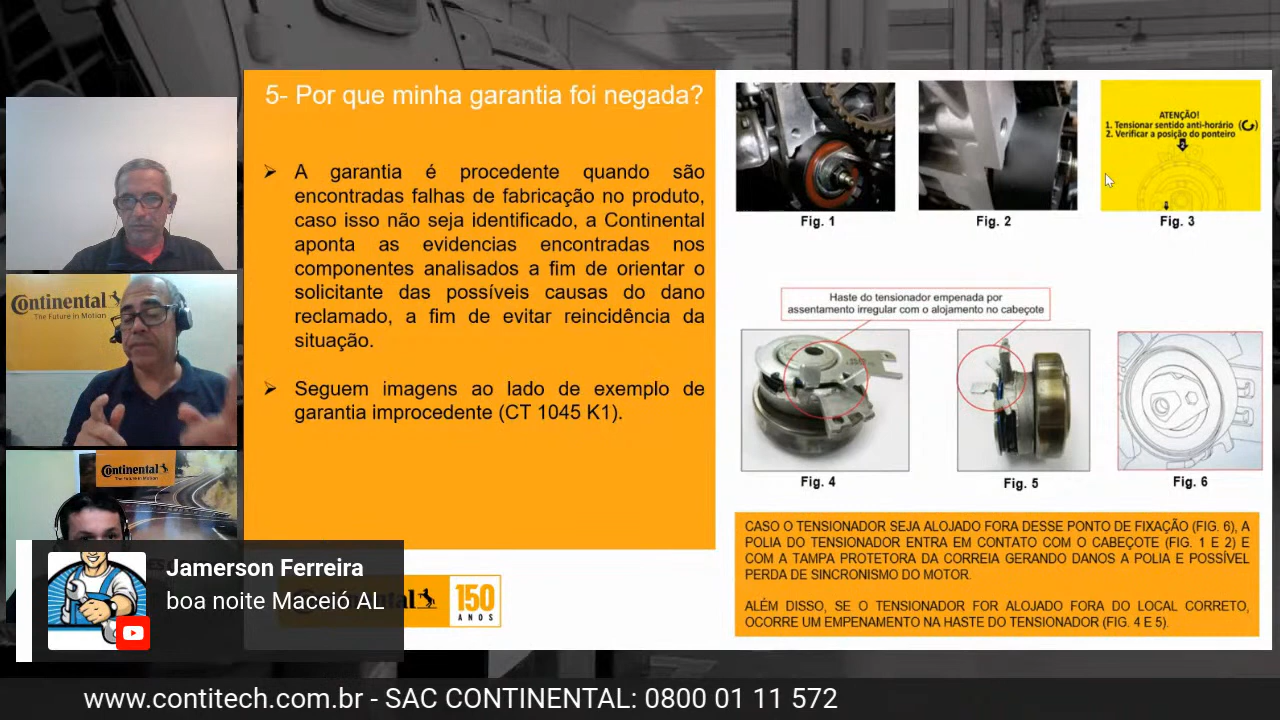 5- Por que minha garantia foi negada?
➢ A garantia é procedente quando são
encontradas falhas de fabricação no produto,
caso isso não seja identificado, a Continental
aponta as evidencias encontradas nos
componentes analisados a fim de orientar o
solicitante das possíveis causas do dano
reclamado, a fim de evitar reincidência da
situação.
➢ Seguem imagens ao lado de exemplo de
garantia improcedente (CT 1045 K1).
ATENÇÃO!
1. Tensionar sentido anti-horário
2. Verificar a posição do ponteiro
Fig. 1
Fig. 2
Fig. 3
Haste do tensionador empenada por
assentamento irregular com o alojamento no cabeçote
Fig. 4
Fig. 5
Fig. 6
CASO O TENSIONADOR SEJA ALOJADO FORA DESSE PONTO DE FIXAÇÃO (FIG. 6), A
POLIA DO TENSIONADOR ENTRA EM CONTATO COM O CABEÇOTE (FIG. 1 E 2) E
COM A TAMPA PROTETORA DA CORREIA GERANDO DANOS A POLIA E POSSÍVEL
PERDA DE SINCRONISMO DO MOTOR.
ALÉM DISSO, SE O TENSIONADOR FOR ALOJADO FORA DO LOCAL CORRETO,
OCORRE UM EMPENAMENTO NA HASTE DO TENSIONADOR (FIG. 4 E 5).
Continental
The Future in Motion
Continental
The Future in Motion
Jamerson Ferreira
boa noite Maceió AL
150
ANOS
www.contitech.com.br - SAC CONTINENTAL: 0800 01 11 572